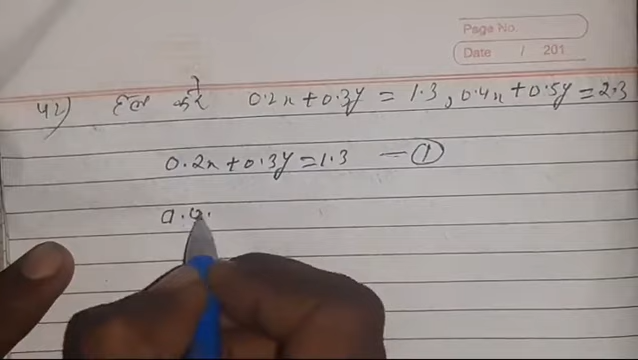 Page No.
Date / 201
42) हल करें 0.2x + 0.3y = 1.3, 0.4x + 0.5y = 2.3
0.2x + 0.3y = 1.3 — ①
0.